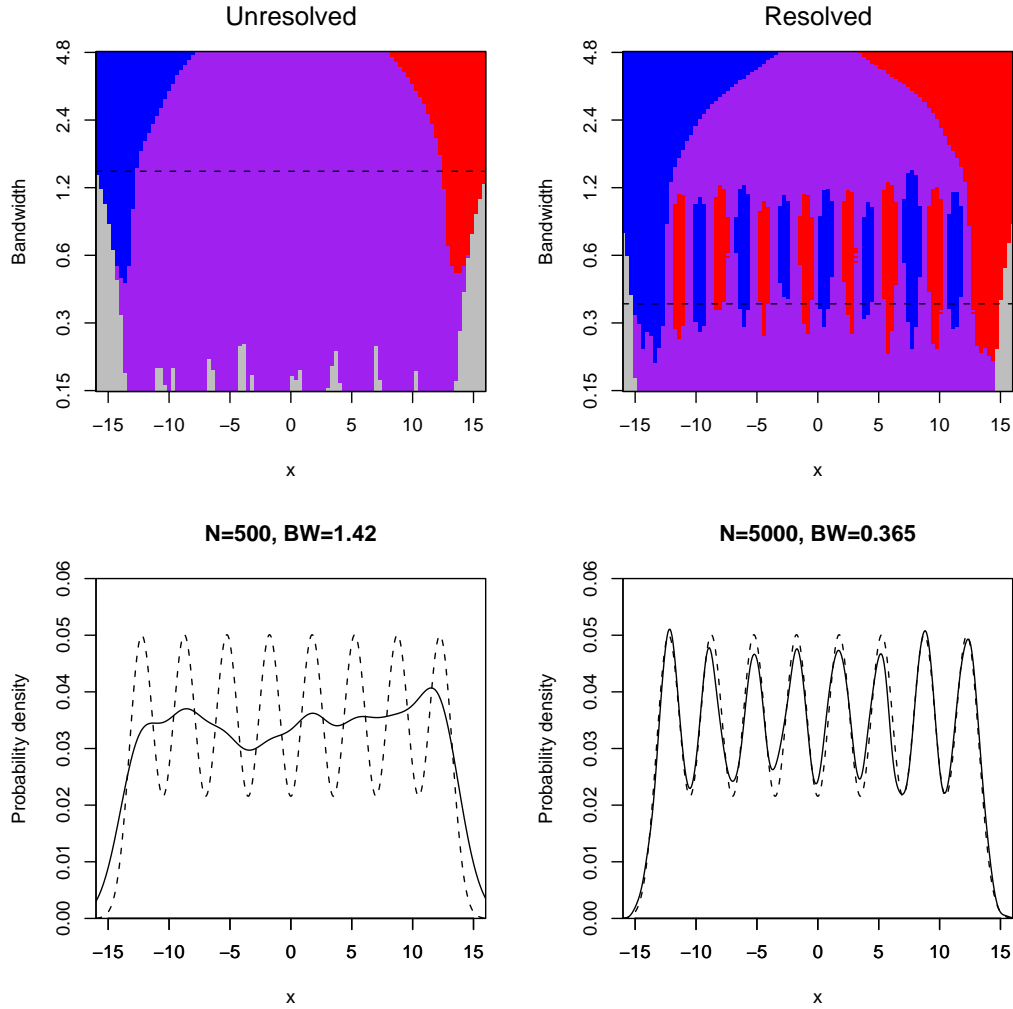 Unresolved
Resolved
Bandwidth
4.8
2.4
1.2
0.6
0.3
0.15
−15 −10 −5 0 5 10 15
x
Bandwidth
4.8
2.4
1.2
0.6
0.3
0.15
−15 −10 −5 0 5 10 15
x
N=500, BW=1.42
N=5000, BW=0.365
Probability density
0.06
0.05
0.04
0.03
0.02
0.01
0.00
−15 −10 −5 0 5 10 15
x
Probability density
0.06
0.05
0.04
0.03
0.02
0.01
0.00
−15 −10 −5 0 5 10 15
x